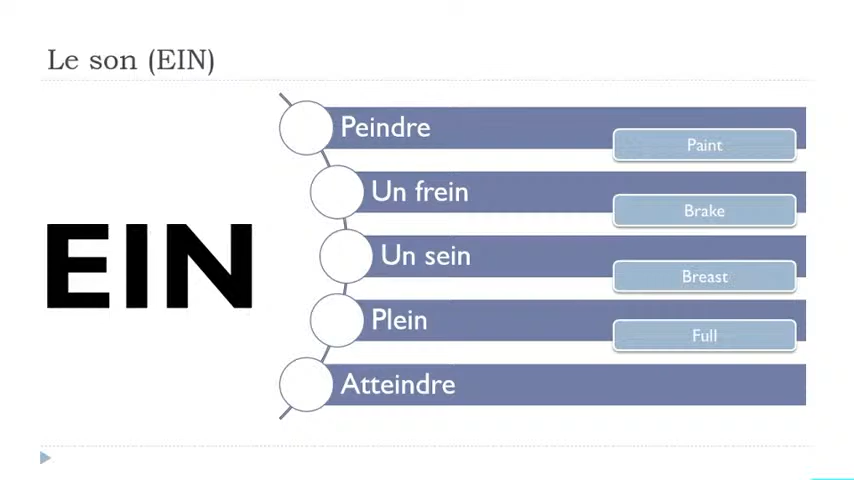 Le son (EIN)
EIN
Peindre
Paint
Un frein
Brake
Un sein
Breast
Plein
Full
Atteindre